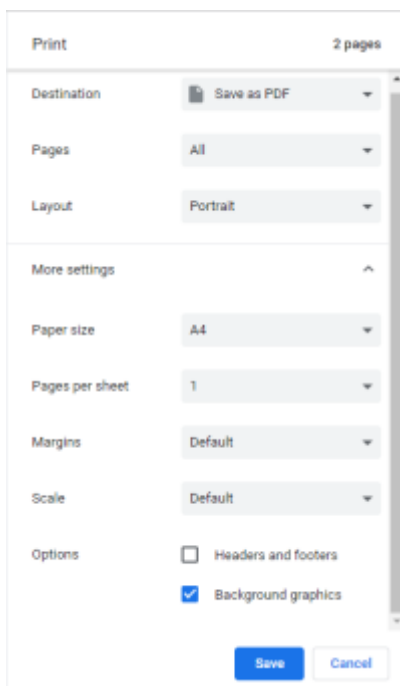 Print 2 pages
Destination Save as PDF
Pages All
Layout Portrait
More settings
Paper size A4
Pages per sheet 1
Margins Default
Scale Default
Options Headers and footers
Background graphics
Save Cancel